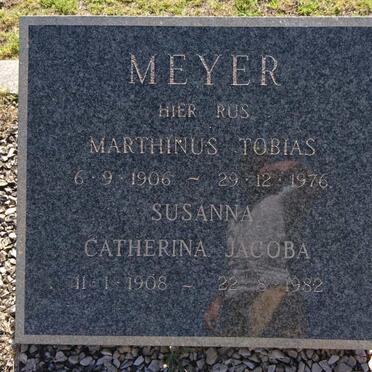 MEYER
HIER RUS
MARTHINUS TOBIAS
6·9·1906 ~ 29·12·1976
SUSANNA
CATHERINA JACOBA
11·1·1908 ~ 22·8·1982